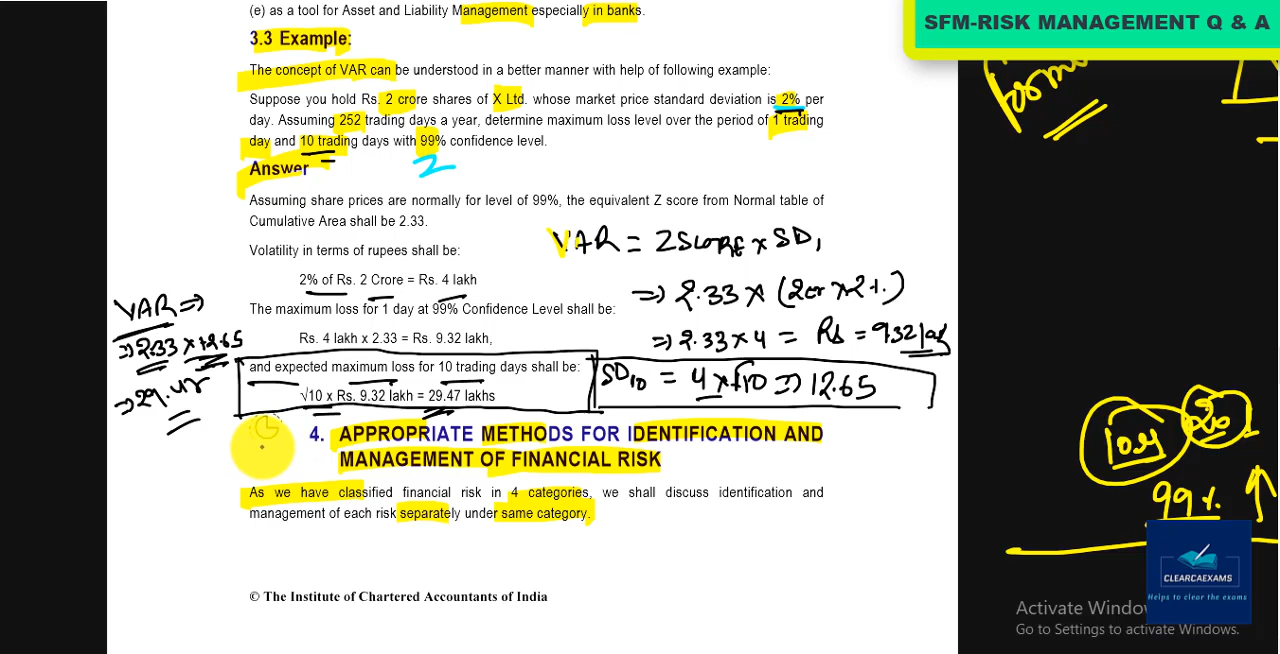 (e) as a tool for Asset and Liability Management especially in banks.
SFM-RISK MANAGEMENT Q & A
3.3 Example:
The concept of VAR can be understood in a better manner with help of following example:
Suppose you hold Rs. 2 crore shares of X Ltd. whose market price standard deviation is 2% per
day. Assuming 252 trading days a year, determine maximum loss level over the period of 1 trading
day and 10 trading days with 99% confidence level.
Z
Answer
Assuming share prices are normally for level of 99%, the equivalent Z score from Normal table of
Cumulative Area shall be 2.33.
VAR = ZSCORE × SD1
Volatility in terms of rupees shall be:
2% of Rs. 2 Crore = Rs. 4 lakh
⇒ 2.33 × (2cr × 2%)
The maximum loss for 1 day at 99% Confidence Level shall be:
Rs. 4 lakh x 2.33 = Rs. 9.32 lakh,
⇒ 2.33 × 4 = Rs = 9.32 lakh
VAR ⇒
⇒ 2.33 × 12.65
and expected maximum loss for 10 trading days shall be:
√10 x Rs. 9.32 lakh = 29.47 lakhs
SD10 = 4 × √10 ⇒ 12.65
4. APPROPRIATE METHODS FOR IDENTIFICATION AND
MANAGEMENT OF FINANCIAL RISK
As we have classified financial risk in 4 categories, we shall discuss identification and
management of each risk separately under same category.
99%
© The Institute of Chartered Accountants of India
CLEARCAEXAMS
Helps to clear the exams
Activate Windo
Go to Settings to activate Windows.